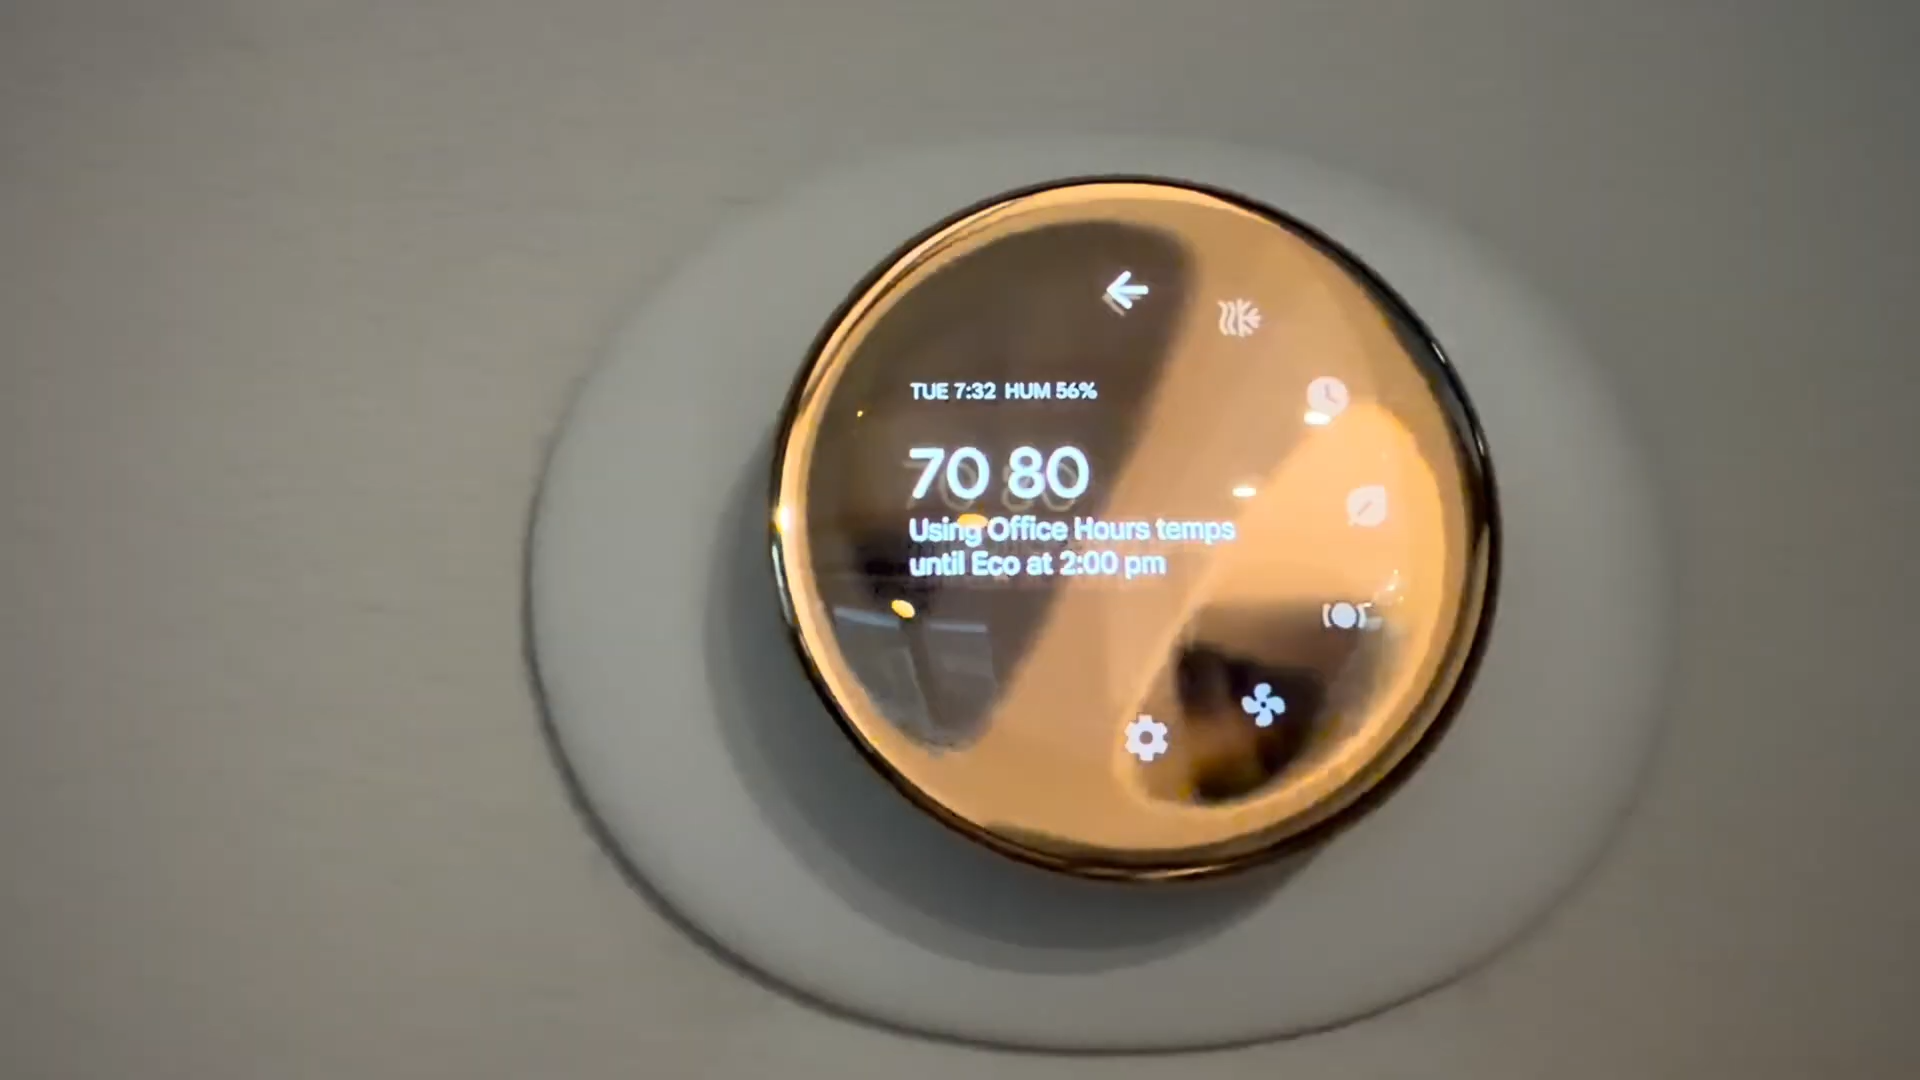 TUE 7:32 HUM 56%
70 80
Using Office Hours temps
until Eco at 2:00 pm